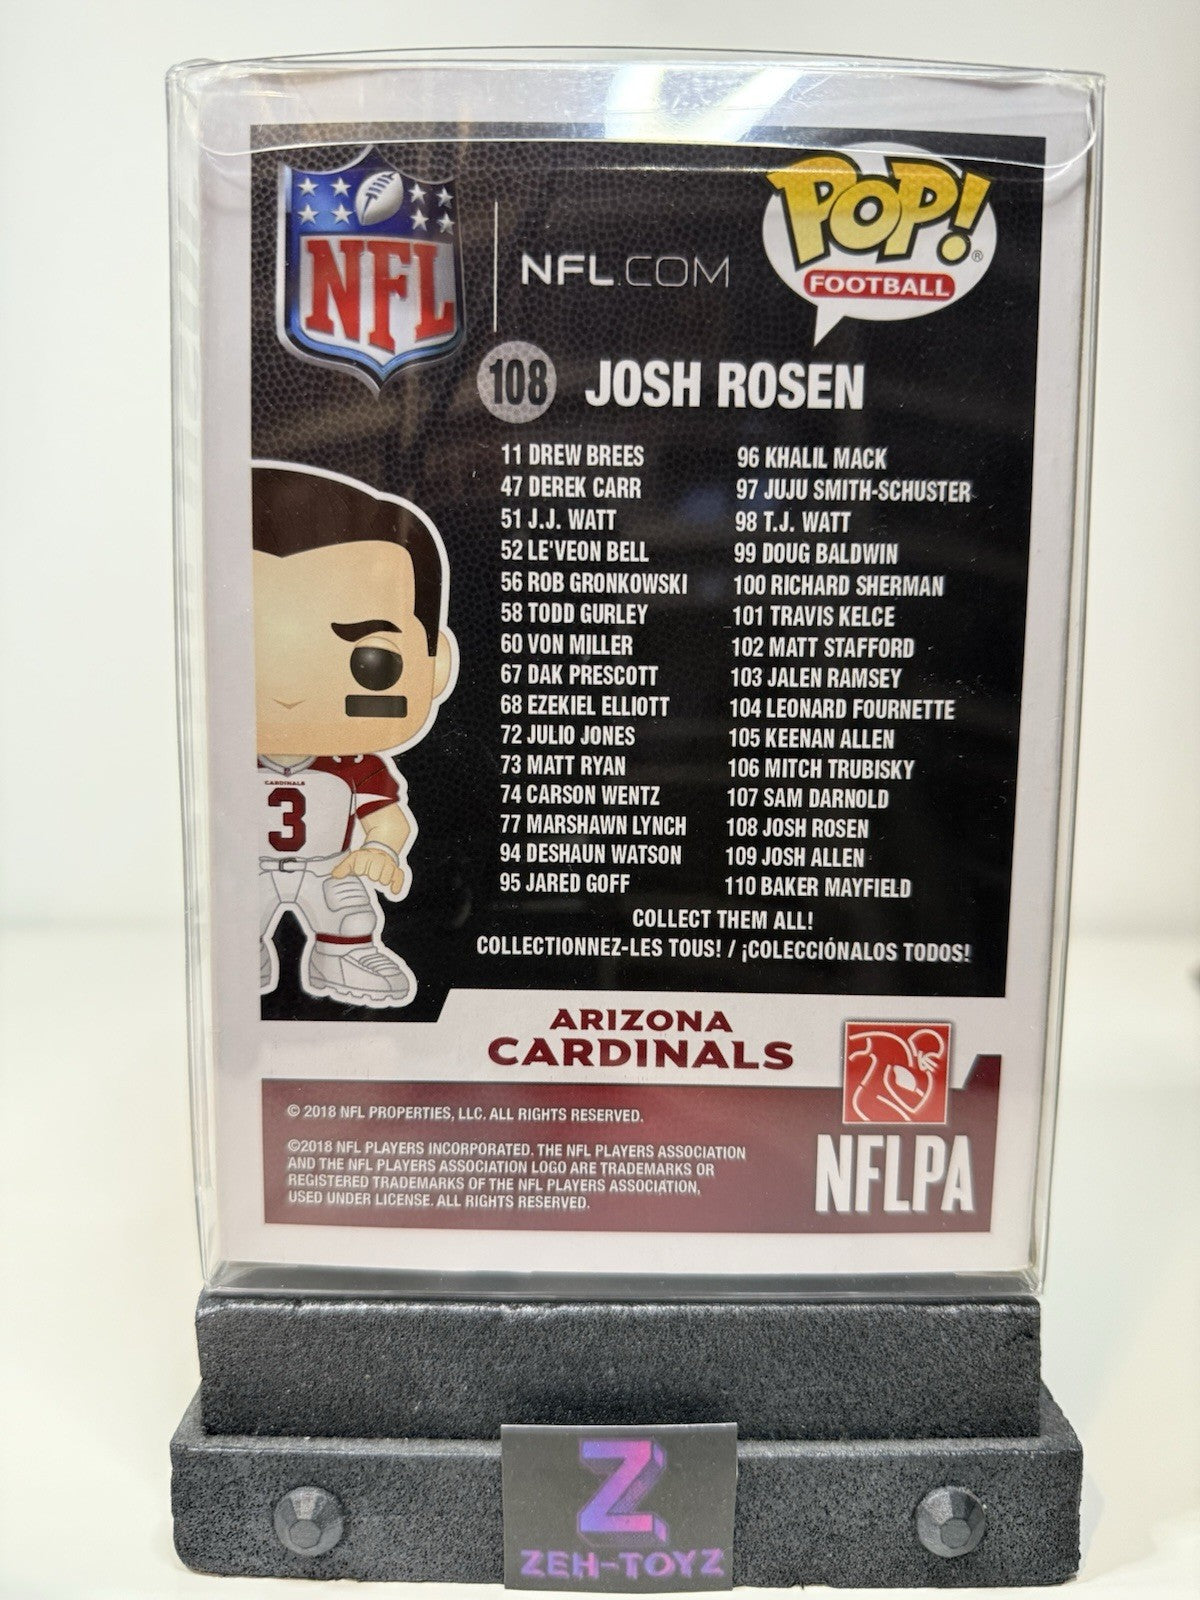 NFL
NFL.COM
POP!®
FOOTBALL
108 JOSH ROSEN
11 DREW BREES
47 DEREK CARR
51 J.J. WATT
52 LE'VEON BELL
56 ROB GRONKOWSKI
58 TODD GURLEY
60 VON MILLER
67 DAK PRESCOTT
68 EZEKIEL ELLIOTT
72 JULIO JONES
73 MATT RYAN
74 CARSON WENTZ
77 MARSHAWN LYNCH
94 DESHAUN WATSON
95 JARED GOFF
96 KHALIL MACK
97 JUJU SMITH-SCHUSTER
98 T.J. WATT
99 DOUG BALDWIN
100 RICHARD SHERMAN
101 TRAVIS KELCE
102 MATT STAFFORD
103 JALEN RAMSEY
104 LEONARD FOURNETTE
105 KEENAN ALLEN
106 MITCH TRUBISKY
107 SAM DARNOLD
108 JOSH ROSEN
109 JOSH ALLEN
110 BAKER MAYFIELD
COLLECT THEM ALL!
COLLECTIONNEZ-LES TOUS! / ¡COLECCIÓNALOS TODOS!
CARDINALS
3
ARIZONA
CARDINALS
© 2018 NFL PROPERTIES, LLC. ALL RIGHTS RESERVED.
©2018 NFL PLAYERS INCORPORATED. THE NFL PLAYERS ASSOCIATION
AND THE NFL PLAYERS ASSOCIATION LOGO ARE TRADEMARKS OR
REGISTERED TRADEMARKS OF THE NFL PLAYERS ASSOCIATION,
USED UNDER LICENSE. ALL RIGHTS RESERVED.
NFLPA
Z
ZEH-TOYZ